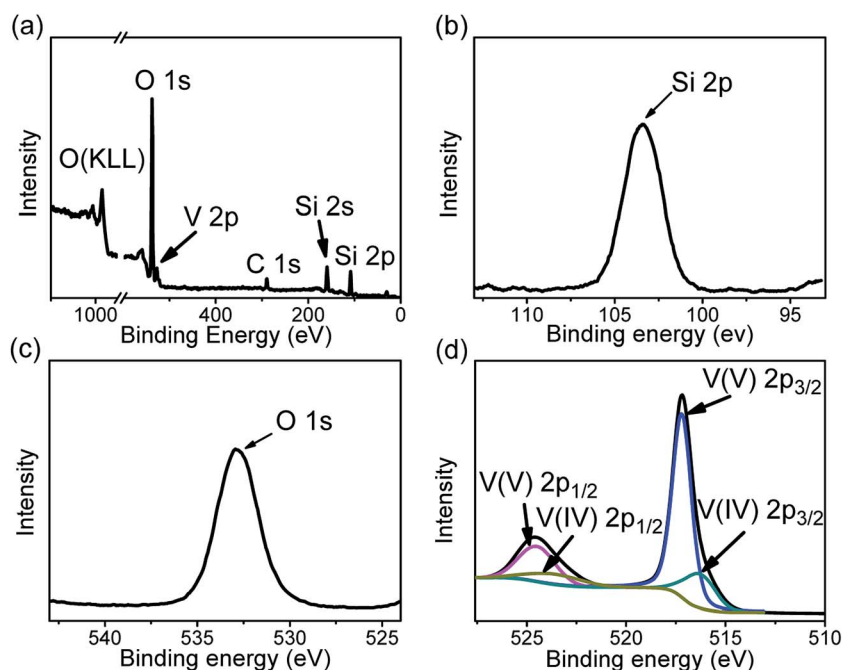 (a)
O 1s
O(KLL)
V 2p
Si 2s
C 1s
Si 2p
Intensity
1000
400
200
0
Binding Energy (eV)
(b)
Si 2p
Intensity
110
105
100
95
Binding energy (ev)
(c)
O 1s
Intensity
540
535
530
525
Binding energy (eV)
(d)
V(V) 2p3/2
V(V) 2p1/2
V(IV) 2p1/2
V(IV) 2p3/2
Intensity
525
520
515
510
Binding energy (eV)